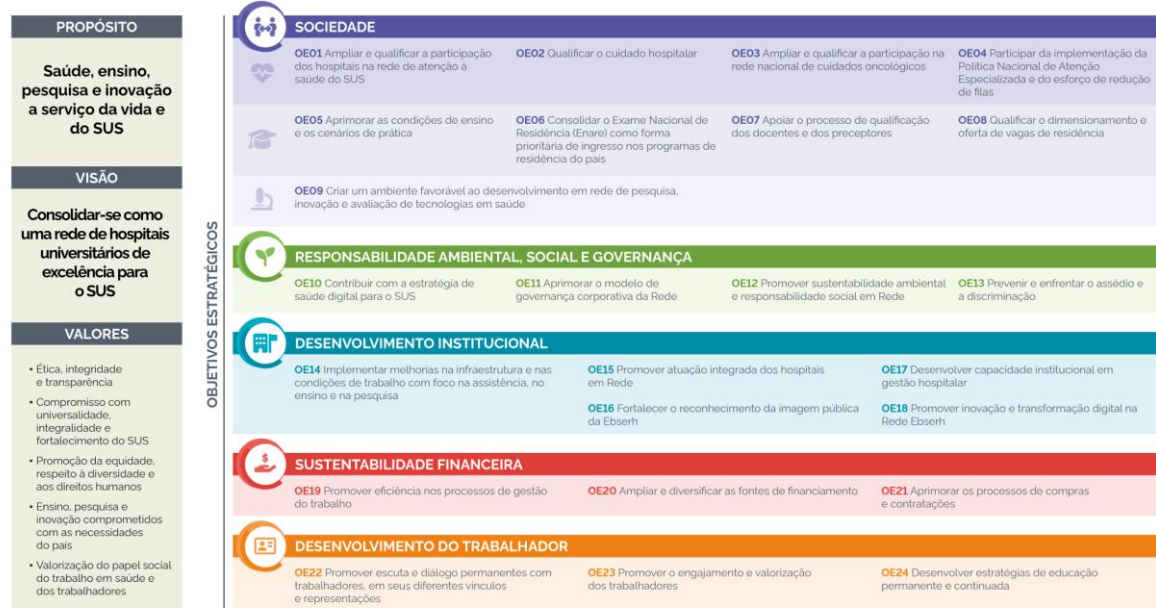 PROPÓSITO
Saúde, ensino,
pesquisa e inovação
a serviço da vida e
do SUS
VISÃO
Consolidar-se como
uma rede de hospitais
universitários de
excelência para
o SUS
VALORES
• Ética, integridade
e transparência
• Compromisso com
universalidade,
integralidade e
fortalecimento do SUS
• Promoção da equidade,
respeito à diversidade e
aos direitos humanos
• Ensino, pesquisa e
inovação comprometidos
com as necessidades
do país
• Valorização do papel social
do trabalho em saúde e
dos trabalhadores
OBJETIVOS ESTRATÉGICOS
SOCIEDADE
OE01 Ampliar e qualificar a participação
dos hospitais na rede de atenção à
saúde do SUS
OE02 Qualificar o cuidado hospitalar
OE03 Ampliar e qualificar a participação na
rede nacional de cuidados oncológicos
OE04 Participar da implementação da
Política Nacional de Atenção
Especializada e do esforço de redução
de filas
OE05 Aprimorar as condições de ensino
e os cenários de prática
OE06 Consolidar o Exame Nacional de
Residência (Enare) como forma
prioritária de ingresso nos programas de
residência do país
OE07 Apoiar o processo de qualificação
dos docentes e dos preceptores
OE08 Qualificar o dimensionamento e
oferta de vagas de residência
OE09 Criar um ambiente favorável ao desenvolvimento em rede de pesquisa,
inovação e avaliação de tecnologias em saúde
RESPONSABILIDADE AMBIENTAL, SOCIAL E GOVERNANÇA
OE10 Contribuir com a estratégia de
saúde digital para o SUS
OE11 Aprimorar o modelo de
governança corporativa da Rede
OE12 Promover sustentabilidade ambiental
e responsabilidade social em Rede
OE13 Prevenir e enfrentar o assédio e
a discriminação
DESENVOLVIMENTO INSTITUCIONAL
OE14 Implementar melhorias na infraestrutura e nas
condições de trabalho com foco na assistência, no
ensino e na pesquisa
OE15 Promover atuação integrada dos hospitais
em Rede
OE16 Fortalecer o reconhecimento da imagem pública
da Ebserh
OE17 Desenvolver capacidade institucional em
gestão hospitalar
OE18 Promover inovação e transformação digital na
Rede Ebserh
SUSTENTABILIDADE FINANCEIRA
OE19 Promover eficiência nos processos de gestão
do trabalho
OE20 Ampliar e diversificar as fontes de financiamento
OE21 Aprimorar os processos de compras
e contratações
DESENVOLVIMENTO DO TRABALHADOR
OE22 Promover escuta e diálogo permanentes com
trabalhadores, em seus diferentes vínculos
e representações
OE23 Promover o engajamento e valorização
dos trabalhadores
OE24 Desenvolver estratégias de educação
permanente e continuada